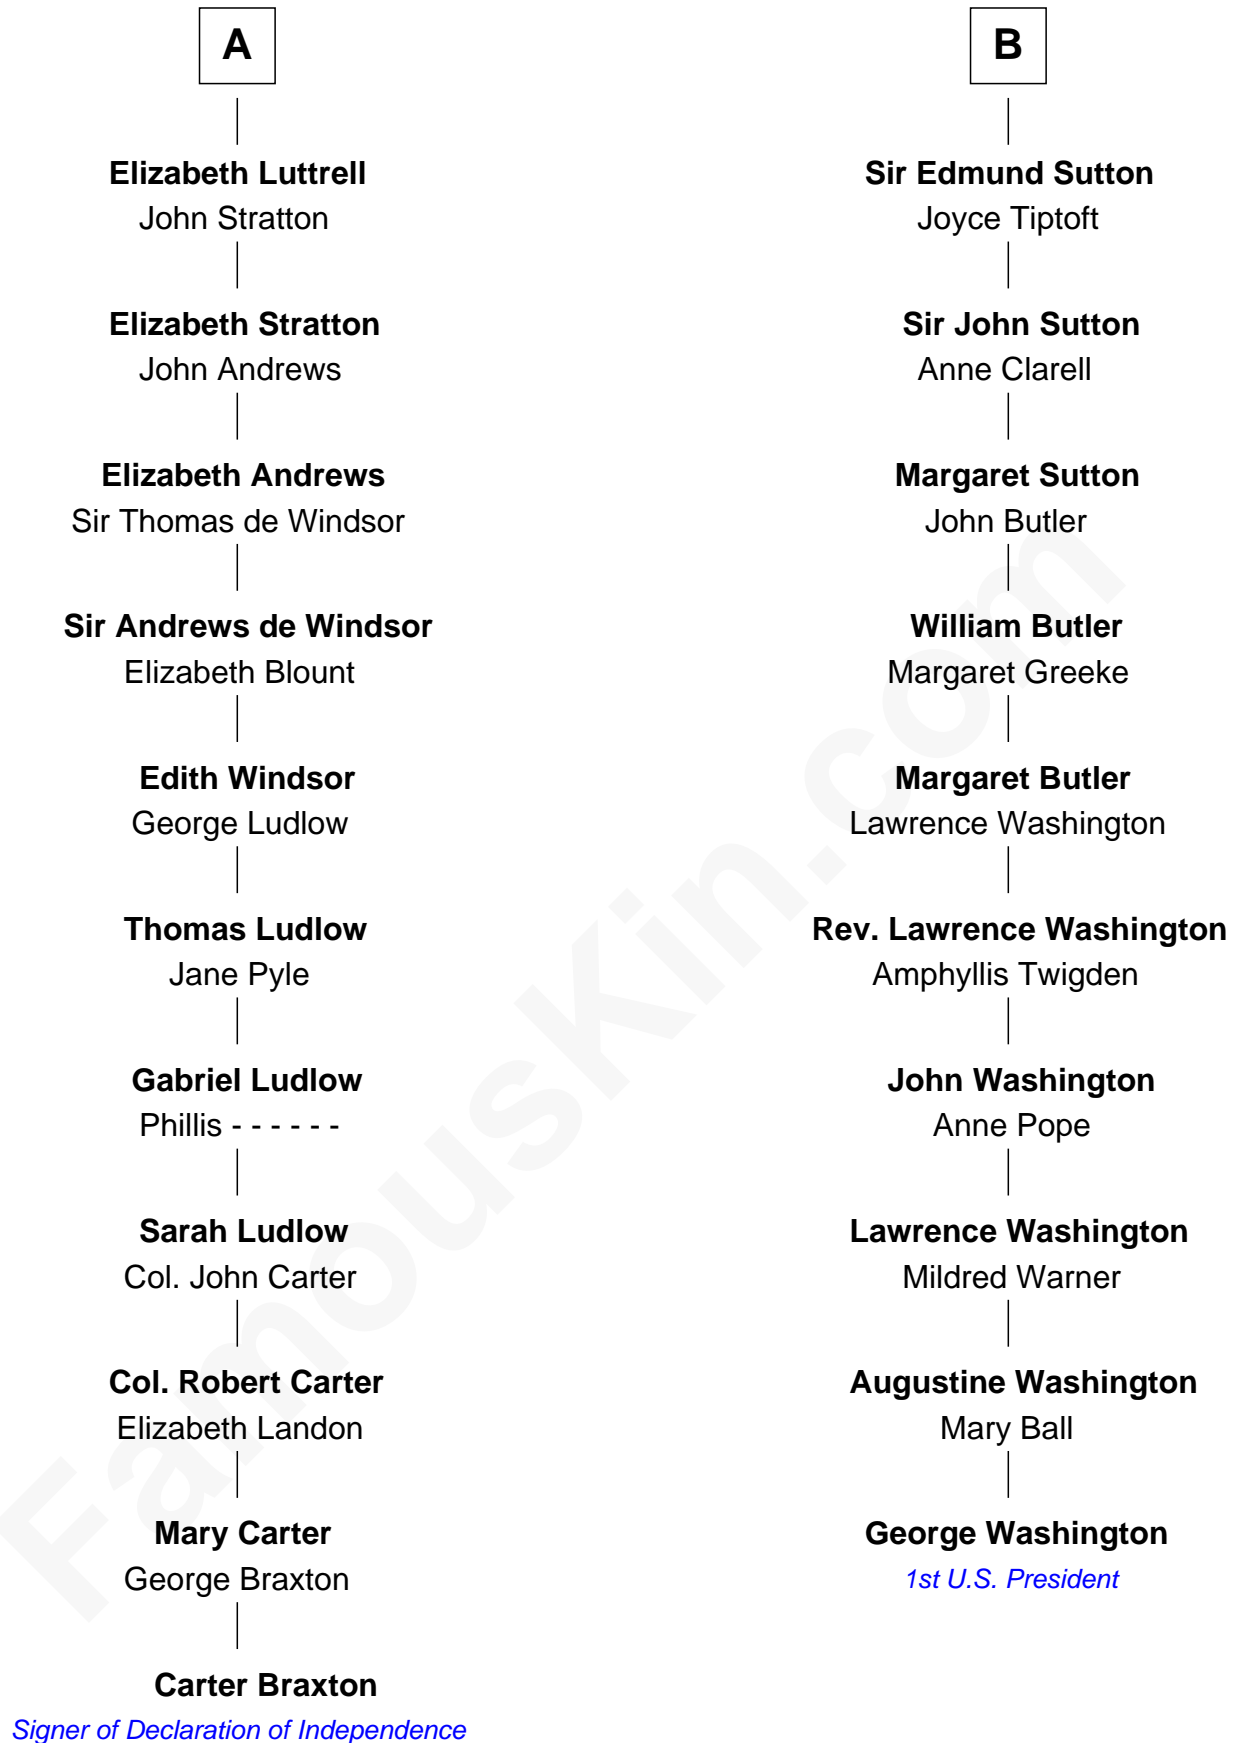 A
Elizabeth Luttrell
John Stratton
Elizabeth Stratton
John Andrews
Elizabeth Andrews
Sir Thomas de Windsor
Sir Andrews de Windsor
Elizabeth Blount
Edith Windsor
George Ludlow
Thomas Ludlow
Jane Pyle
Gabriel Ludlow
Phillis - - - - - -
Sarah Ludlow
Col. John Carter
Col. Robert Carter
Elizabeth Landon
Mary Carter
George Braxton
Carter Braxton
Signer of Declaration of Independence
B
Sir Edmund Sutton
Joyce Tiptoft
Sir John Sutton
Anne Clarell
Margaret Sutton
John Butler
William Butler
Margaret Greeke
Margaret Butler
Lawrence Washington
Rev. Lawrence Washington
Amphyllis Twigden
John Washington
Anne Pope
Lawrence Washington
Mildred Warner
Augustine Washington
Mary Ball
George Washington
1st U.S. President
FamousKin.com